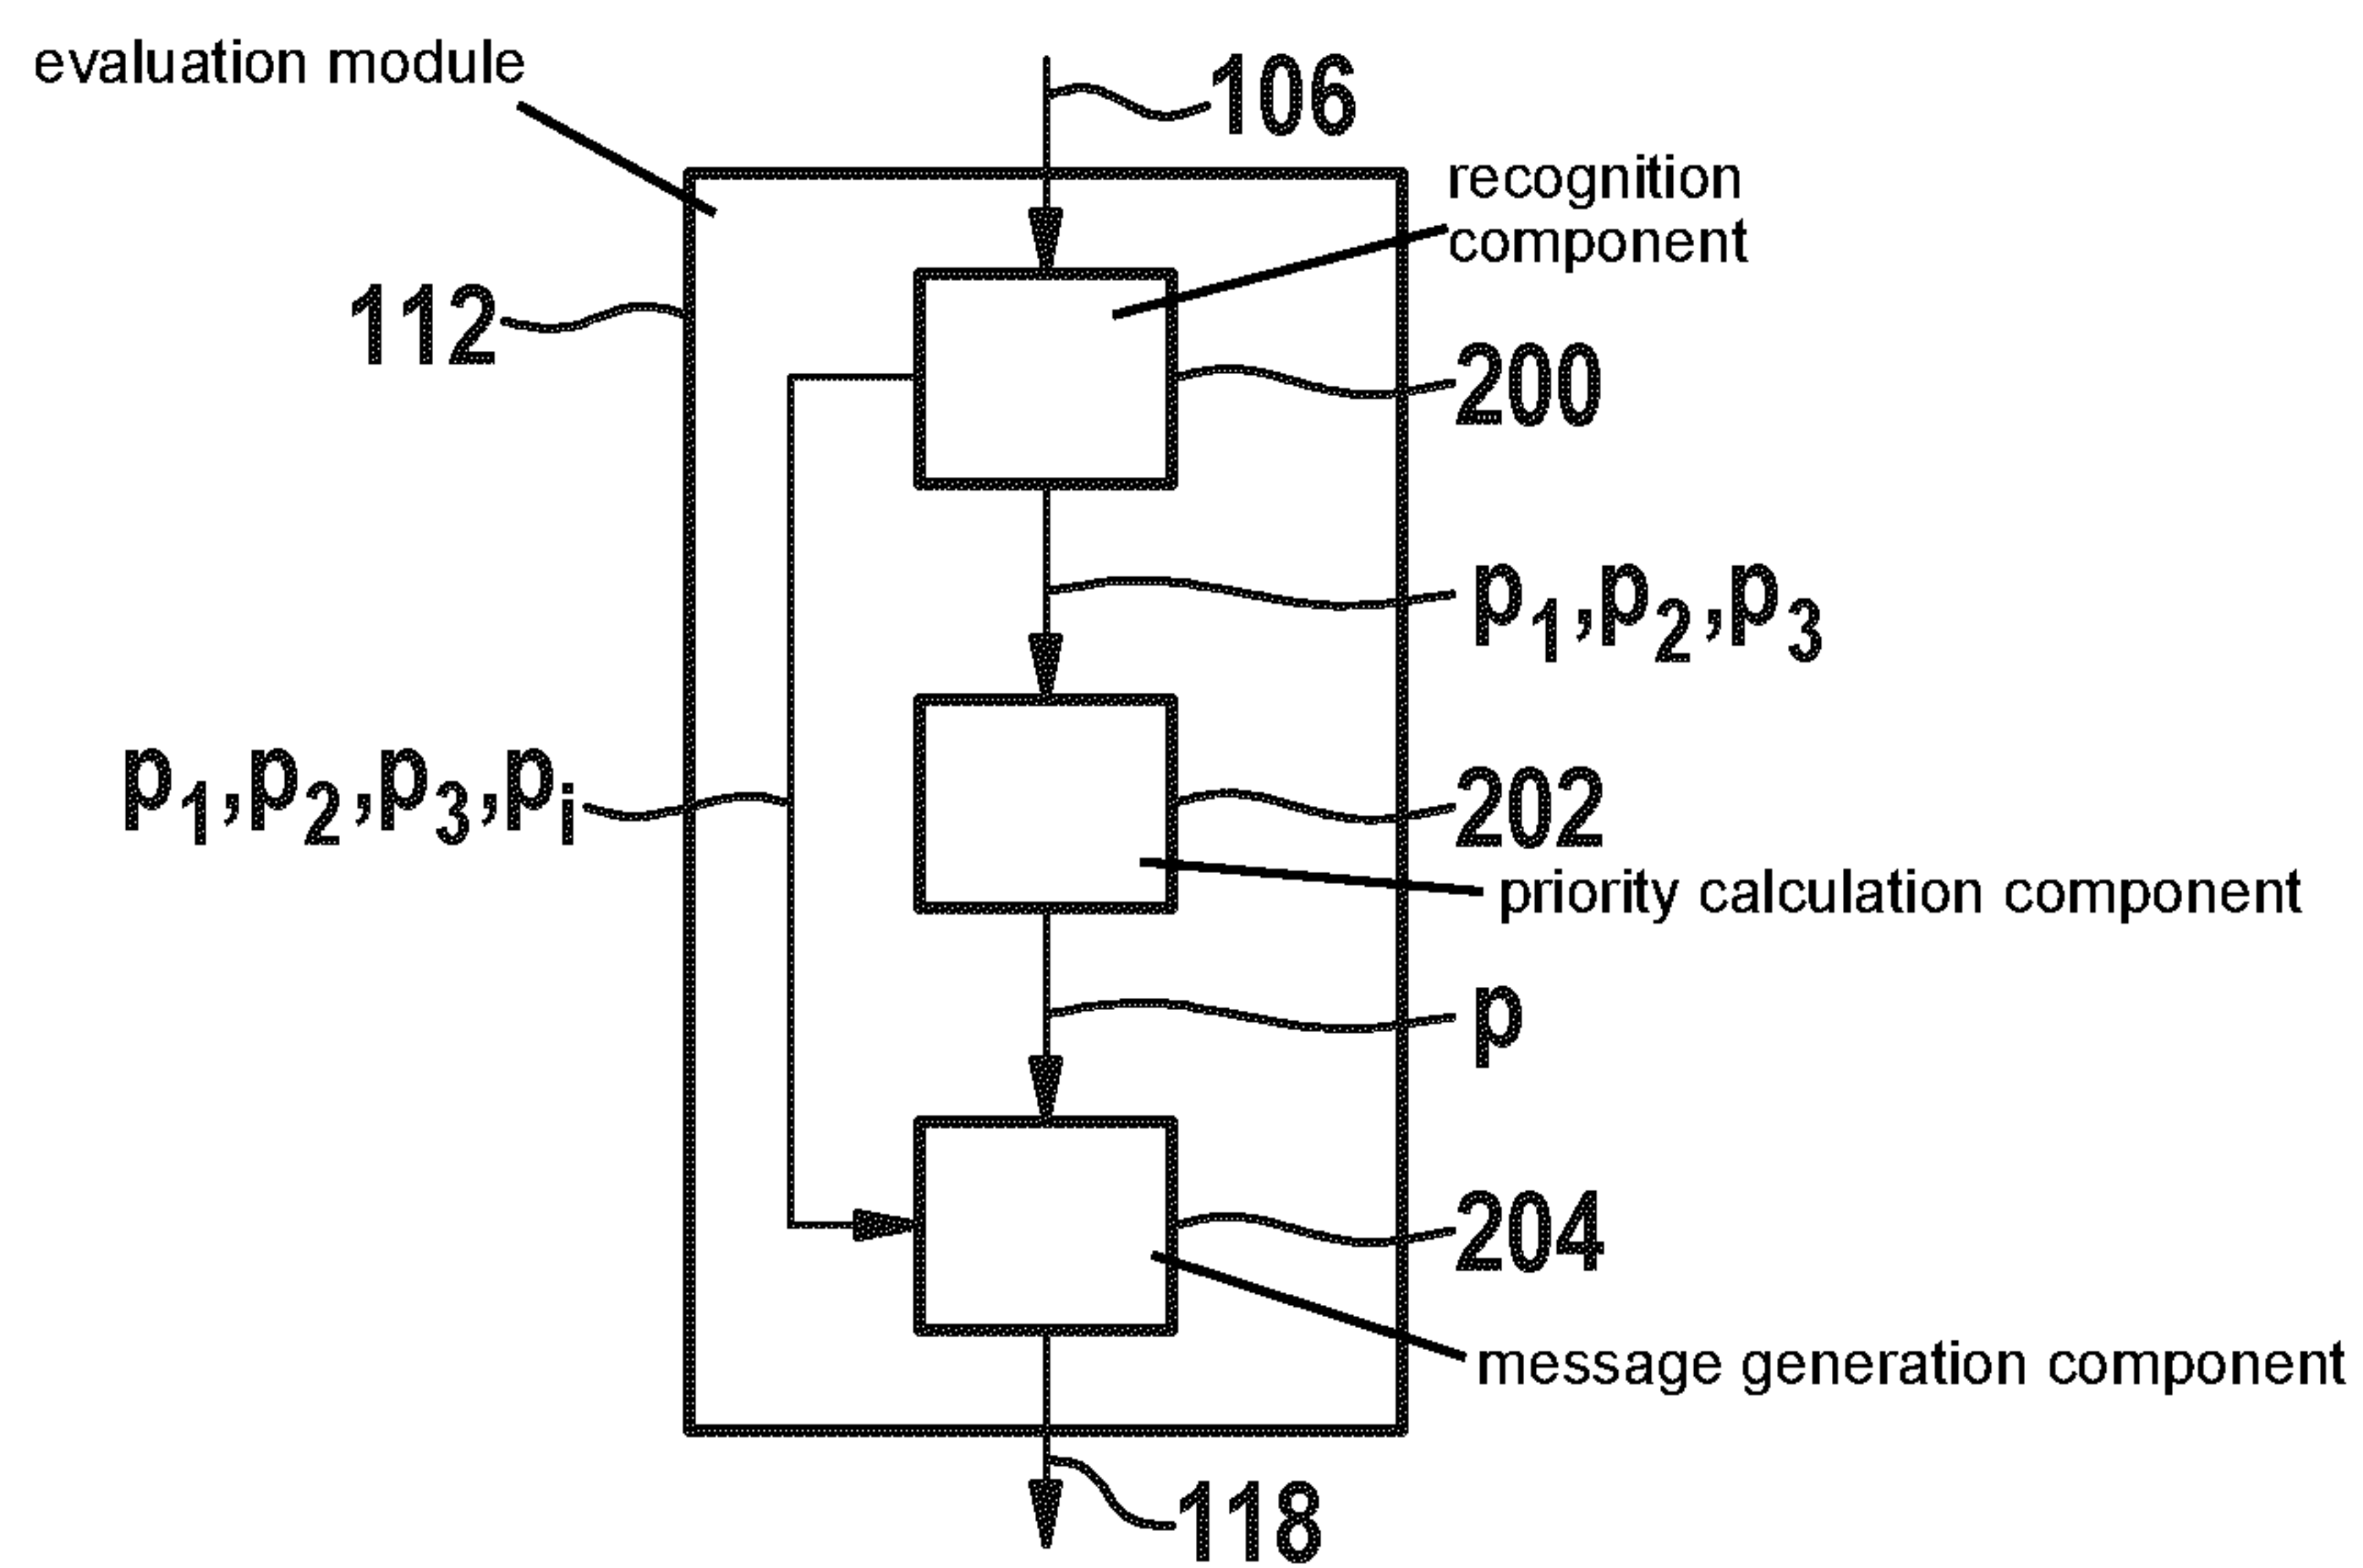 evaluation module
106
recognition
component
112
200
p1,p2,p3
p1,p2,p3,pi
202
priority calculation component
p
204
message generation component
118